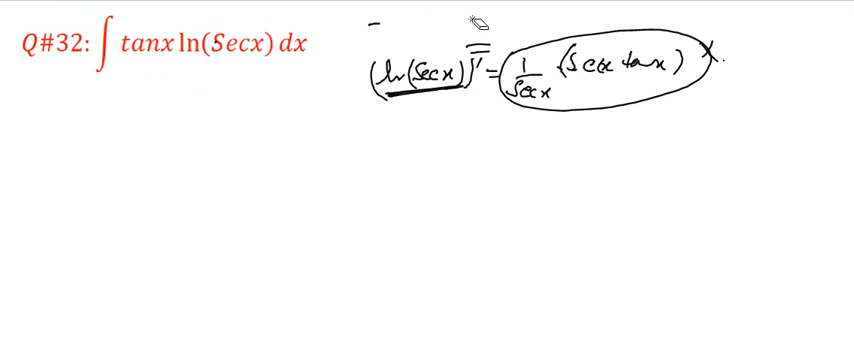 Q#32: ∫ tanx ln(Secx) dx
(ln(Secx))' = 1/Secx (Secx tanx)